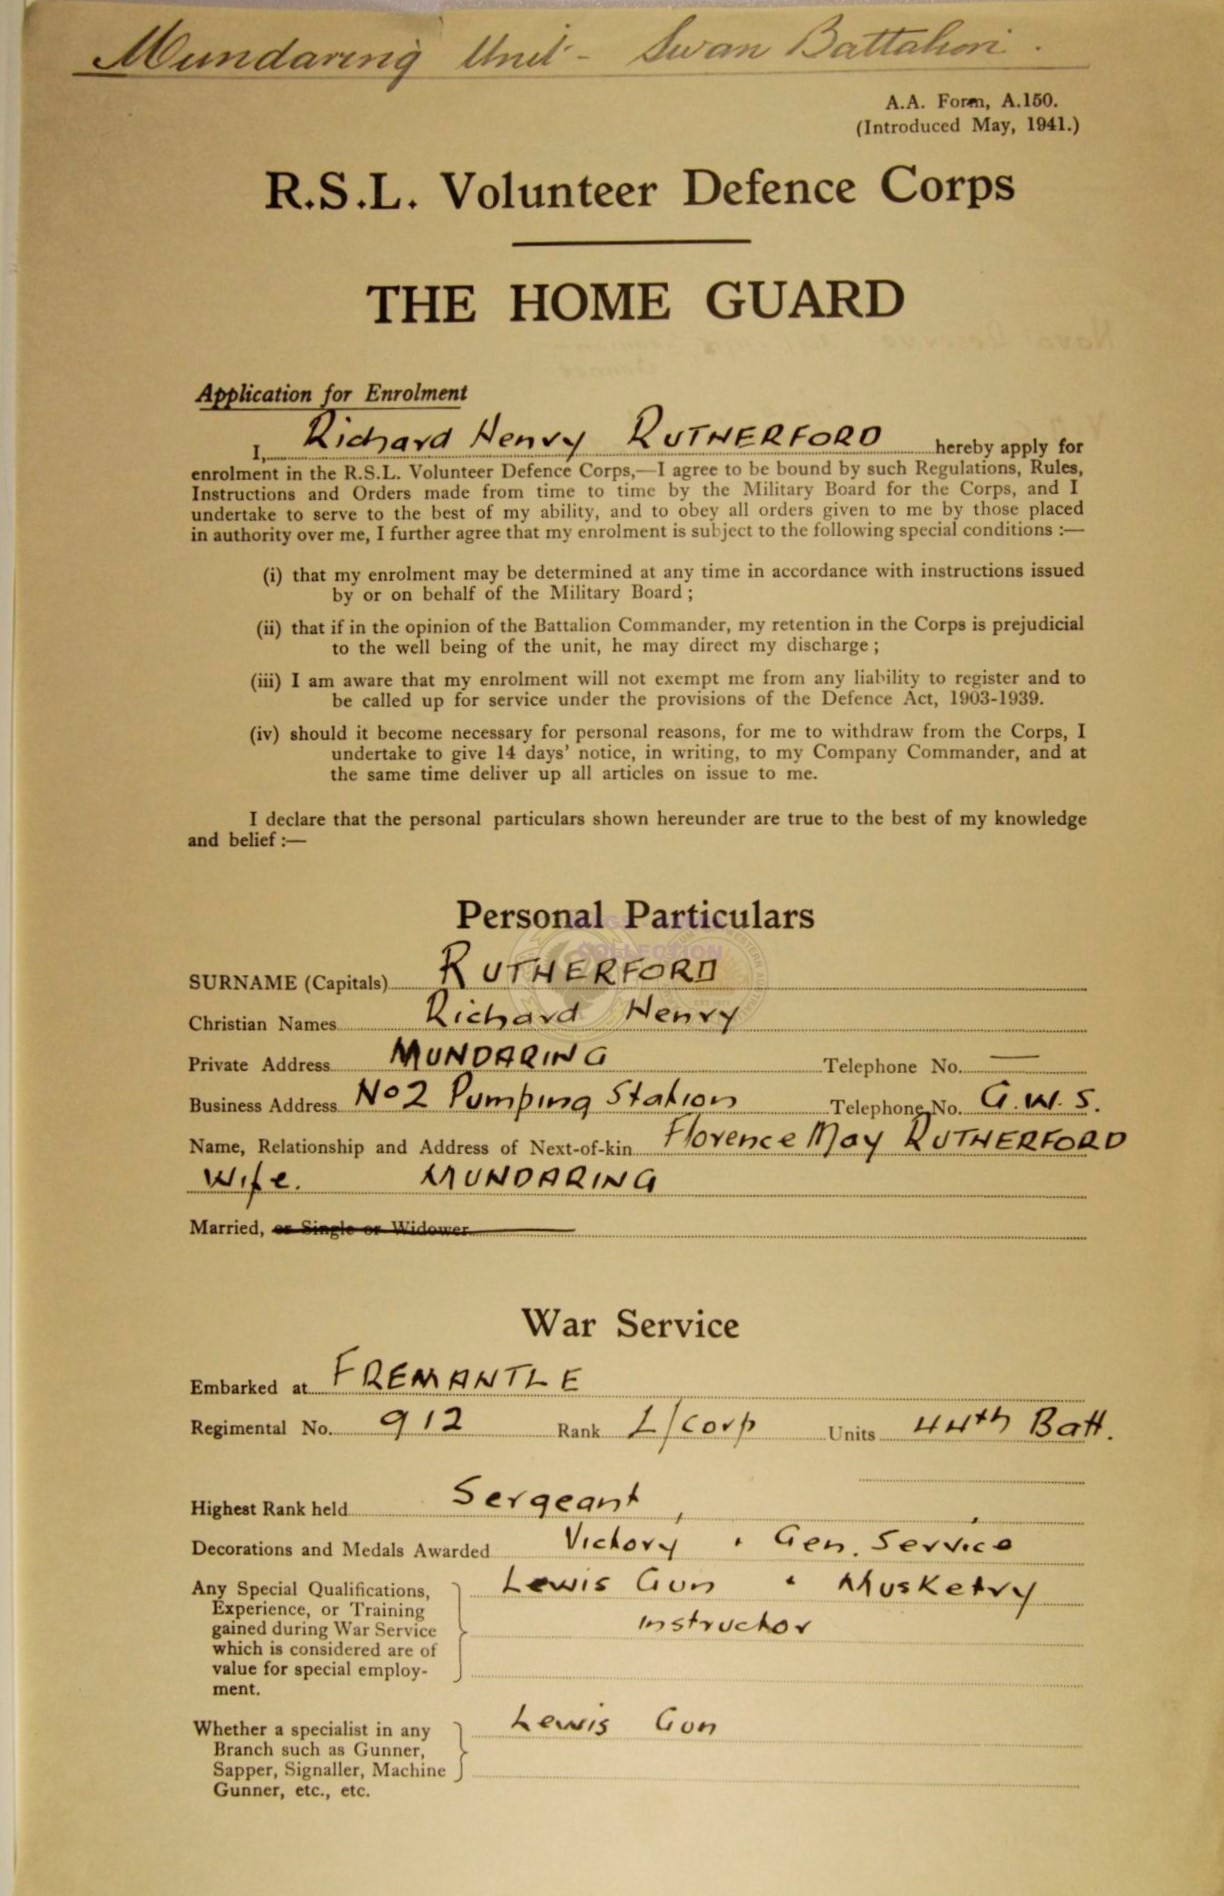 Mundaring Unit - Swan Battalion.
A.A. Form, A.150.
(Introduced May, 1941.)
R.S.L. Volunteer Defence Corps
THE HOME GUARD
Application for Enrolment
I, Richard Henry RUTHERFORD hereby apply for
enrolment in the R.S.L. Volunteer Defence Corps,—I agree to be bound by such Regulations, Rules,
Instructions and Orders made from time to time by the Military Board for the Corps, and I
undertake to serve to the best of my ability, and to obey all orders given to me by those placed
in authority over me, I further agree that my enrolment is subject to the following special conditions :—
(i) that my enrolment may be determined at any time in accordance with instructions issued
by or on behalf of the Military Board ;
(ii) that if in the opinion of the Battalion Commander, my retention in the Corps is prejudicial
to the well being of the unit, he may direct my discharge ;
(iii) I am aware that my enrolment will not exempt me from any liability to register and to
be called up for service under the provisions of the Defence Act, 1903-1939.
(iv) should it become necessary for personal reasons, for me to withdraw from the Corps, I
undertake to give 14 days' notice, in writing, to my Company Commander, and at
the same time deliver up all articles on issue to me.
I declare that the personal particulars shown hereunder are true to the best of my knowledge
and belief :—
Personal Particulars
COLLECTION
SURNAME (Capitals) RUTHERFORD
Christian Names Richard Henry
Private Address MUNDARING Telephone No. —
Business Address No2 Pumping Station Telephone No. G.W.S.
Name, Relationship and Address of Next-of-kin Florence May RUTHERFORD
Wife. MUNDARING
Married, or Single or Widower
War Service
Embarked at FREMANTLE
Regimental No. 912 Rank L/Corp Units 44th Batt.
Highest Rank held Sergeant
Decorations and Medals Awarded Victory , Gen. Service
Any Special Qualifications, Lewis Gun & Musketry
Experience, or Training Instructor
gained during War Service
which is considered are of
value for special employ-
ment.
Whether a specialist in any Lewis Gun
Branch such as Gunner,
Sapper, Signaller, Machine
Gunner, etc., etc.